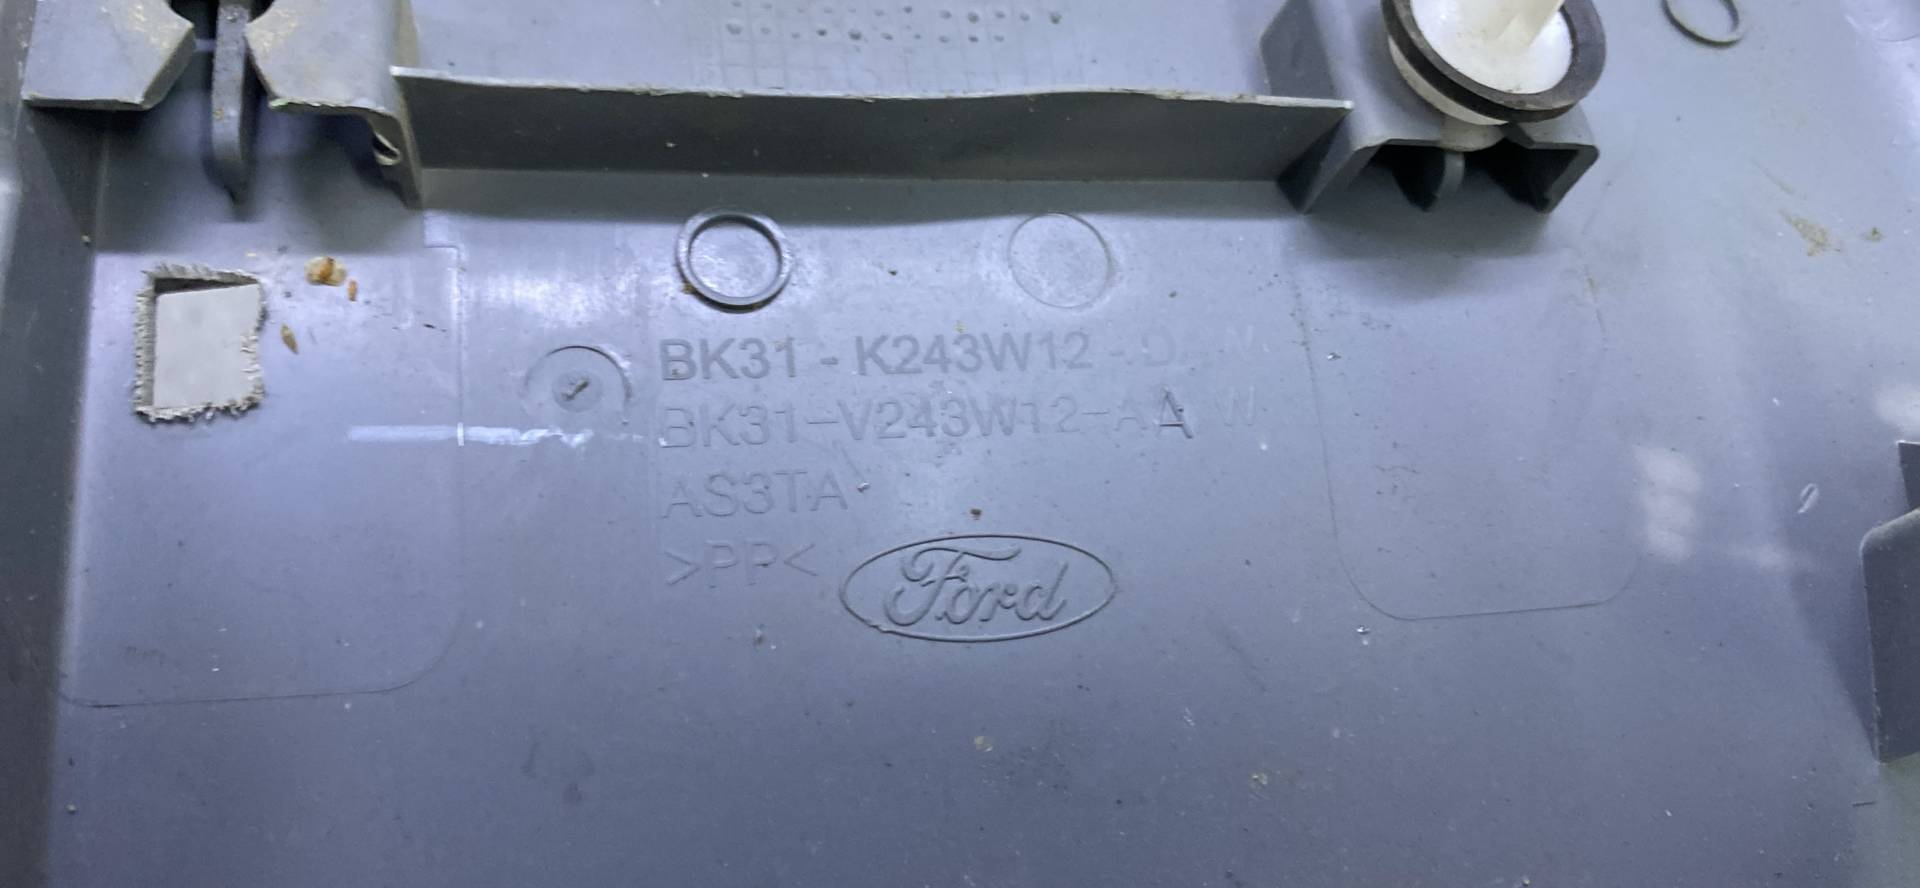 BK31-K243W12-
BK31-V243W12-AA W
AS3TA
>PP<
Ford